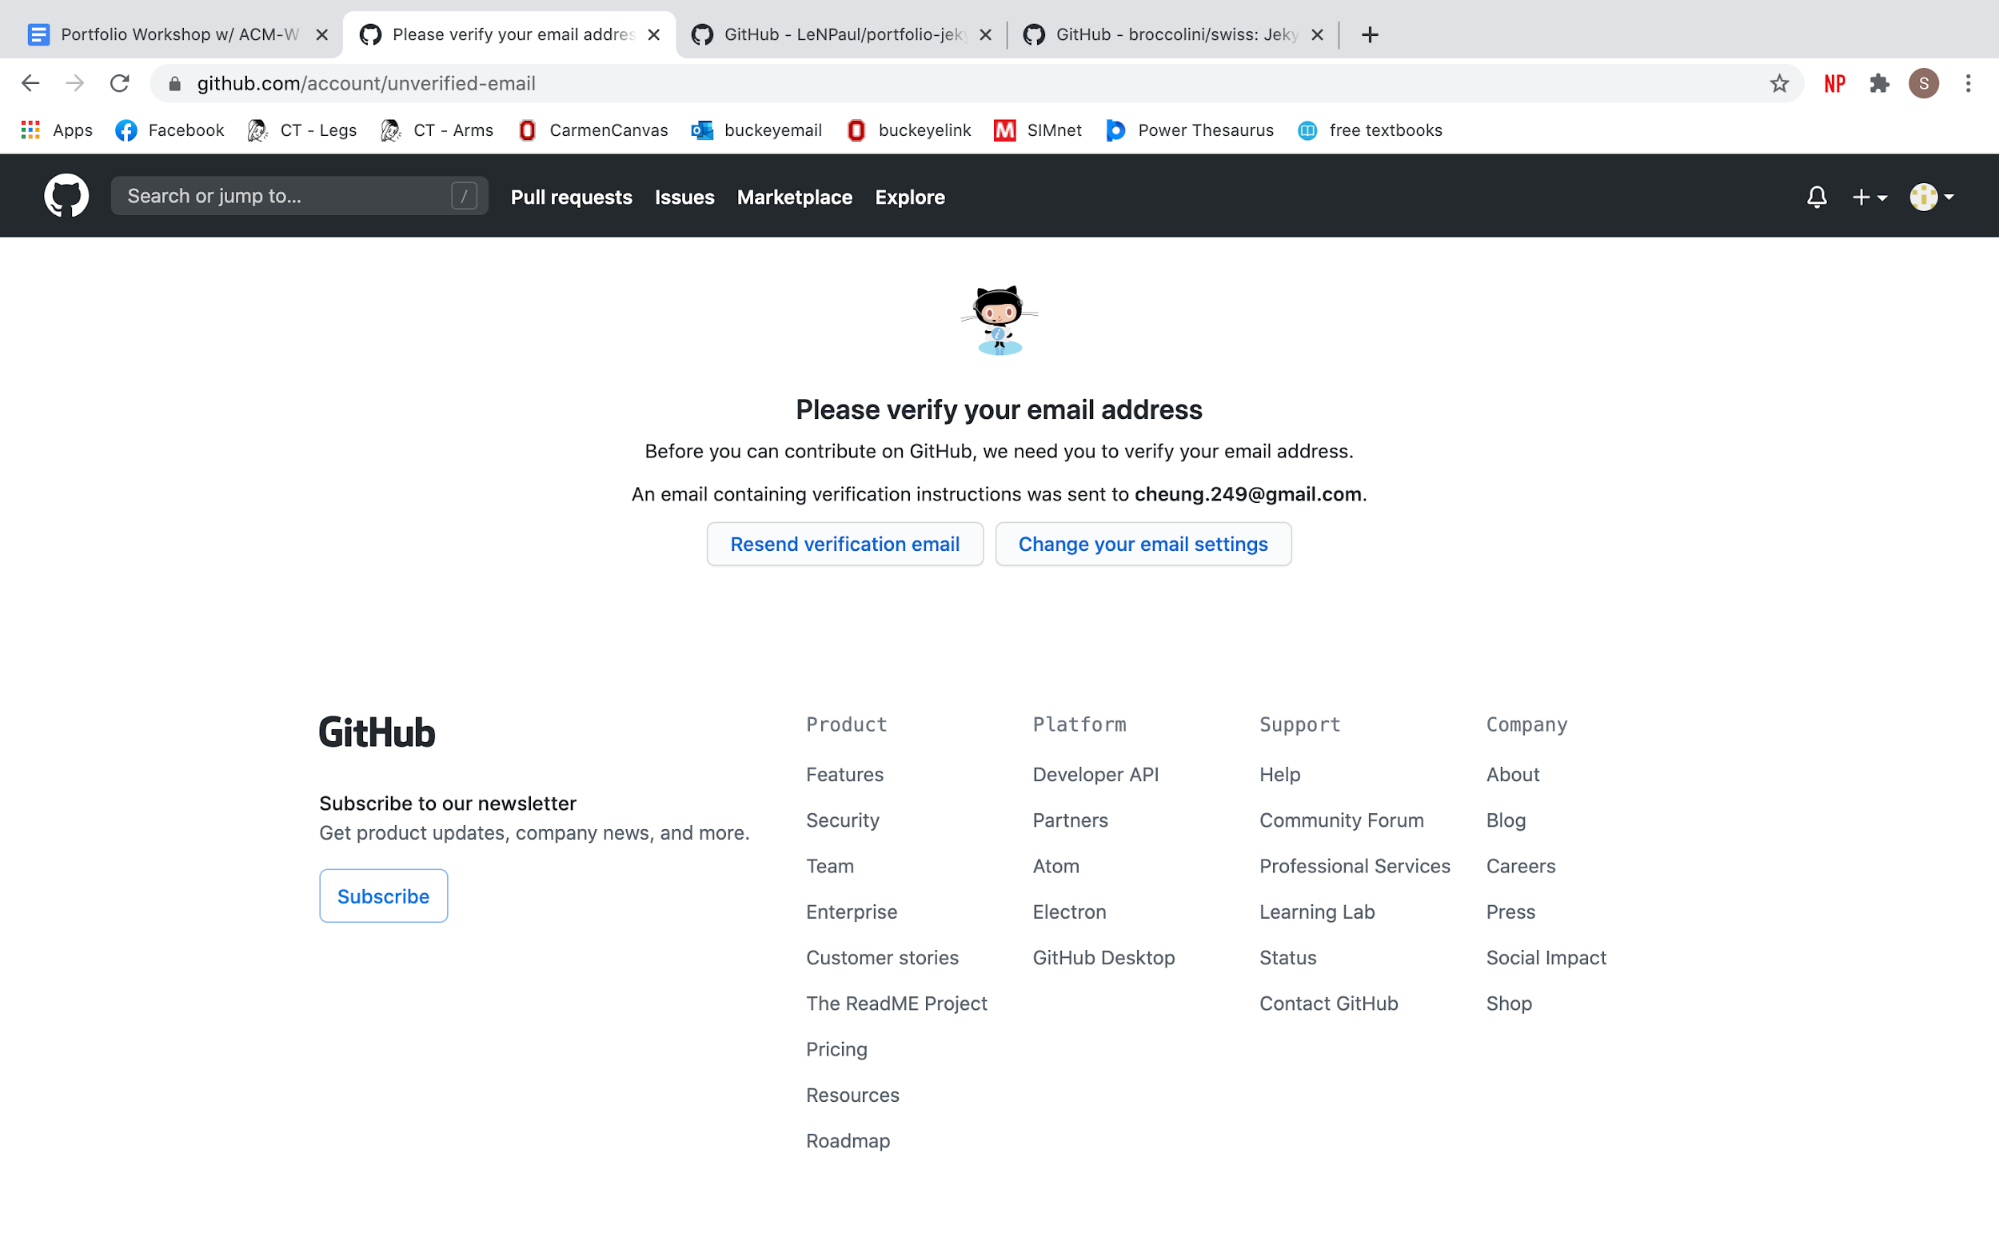 Portfolio Workshop w/ ACM-W
Please verify your email addres
GitHub - LeNPaul/portfolio-jeky
GitHub - broccolini/swiss: Jeky
github.com/account/unverified-email
NP
S
Apps
Facebook
CT - Legs
CT - Arms
CarmenCanvas
buckeyemail
buckeyelink
SIMnet
Power Thesaurus
free textbooks
Search or jump to...
/
Pull requests
Issues
Marketplace
Explore
Please verify your email address
Before you can contribute on GitHub, we need you to verify your email address.
An email containing verification instructions was sent to cheung.249@gmail.com.
Resend verification email
Change your email settings
GitHub
Subscribe to our newsletter
Get product updates, company news, and more.
Subscribe
Product
Features
Security
Team
Enterprise
Customer stories
The ReadME Project
Pricing
Resources
Roadmap
Platform
Developer API
Partners
Atom
Electron
GitHub Desktop
Support
Help
Community Forum
Professional Services
Learning Lab
Status
Contact GitHub
Company
About
Blog
Careers
Press
Social Impact
Shop